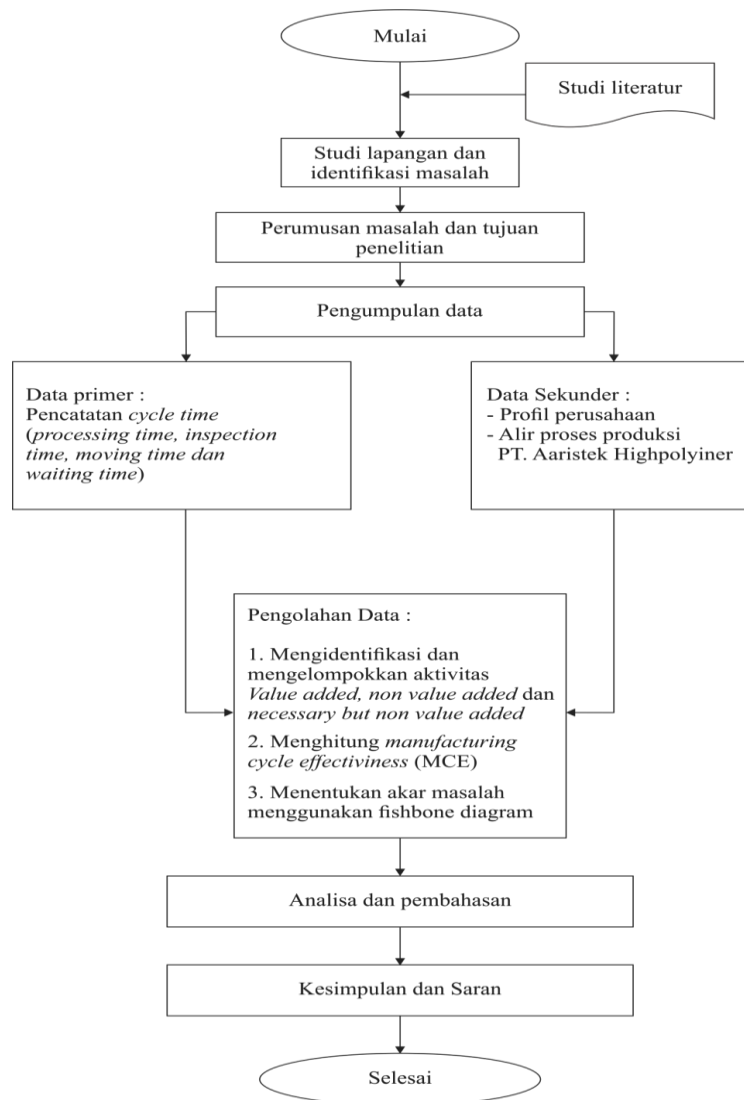 Mulai
Studi literatur
Studi lapangan dan
identifikasi masalah
Perumusan masalah dan tujuan
penelitian
Pengumpulan data
Data primer :
Pencatatan cycle time
(processing time, inspection
time, moving time dan
waiting time)
Data Sekunder :
- Profil perusahaan
- Alir proses produksi
PT. Aaristek Highpolyiner
Pengolahan Data :
1. Mengidentifikasi dan
mengelompokkan aktivitas
Value added, non value added dan
necessary but non value added
2. Menghitung manufacturing
cycle effectiviness (MCE)
3. Menentukan akar masalah
menggunakan fishbone diagram
Analisa dan pembahasan
Kesimpulan dan Saran
Selesai